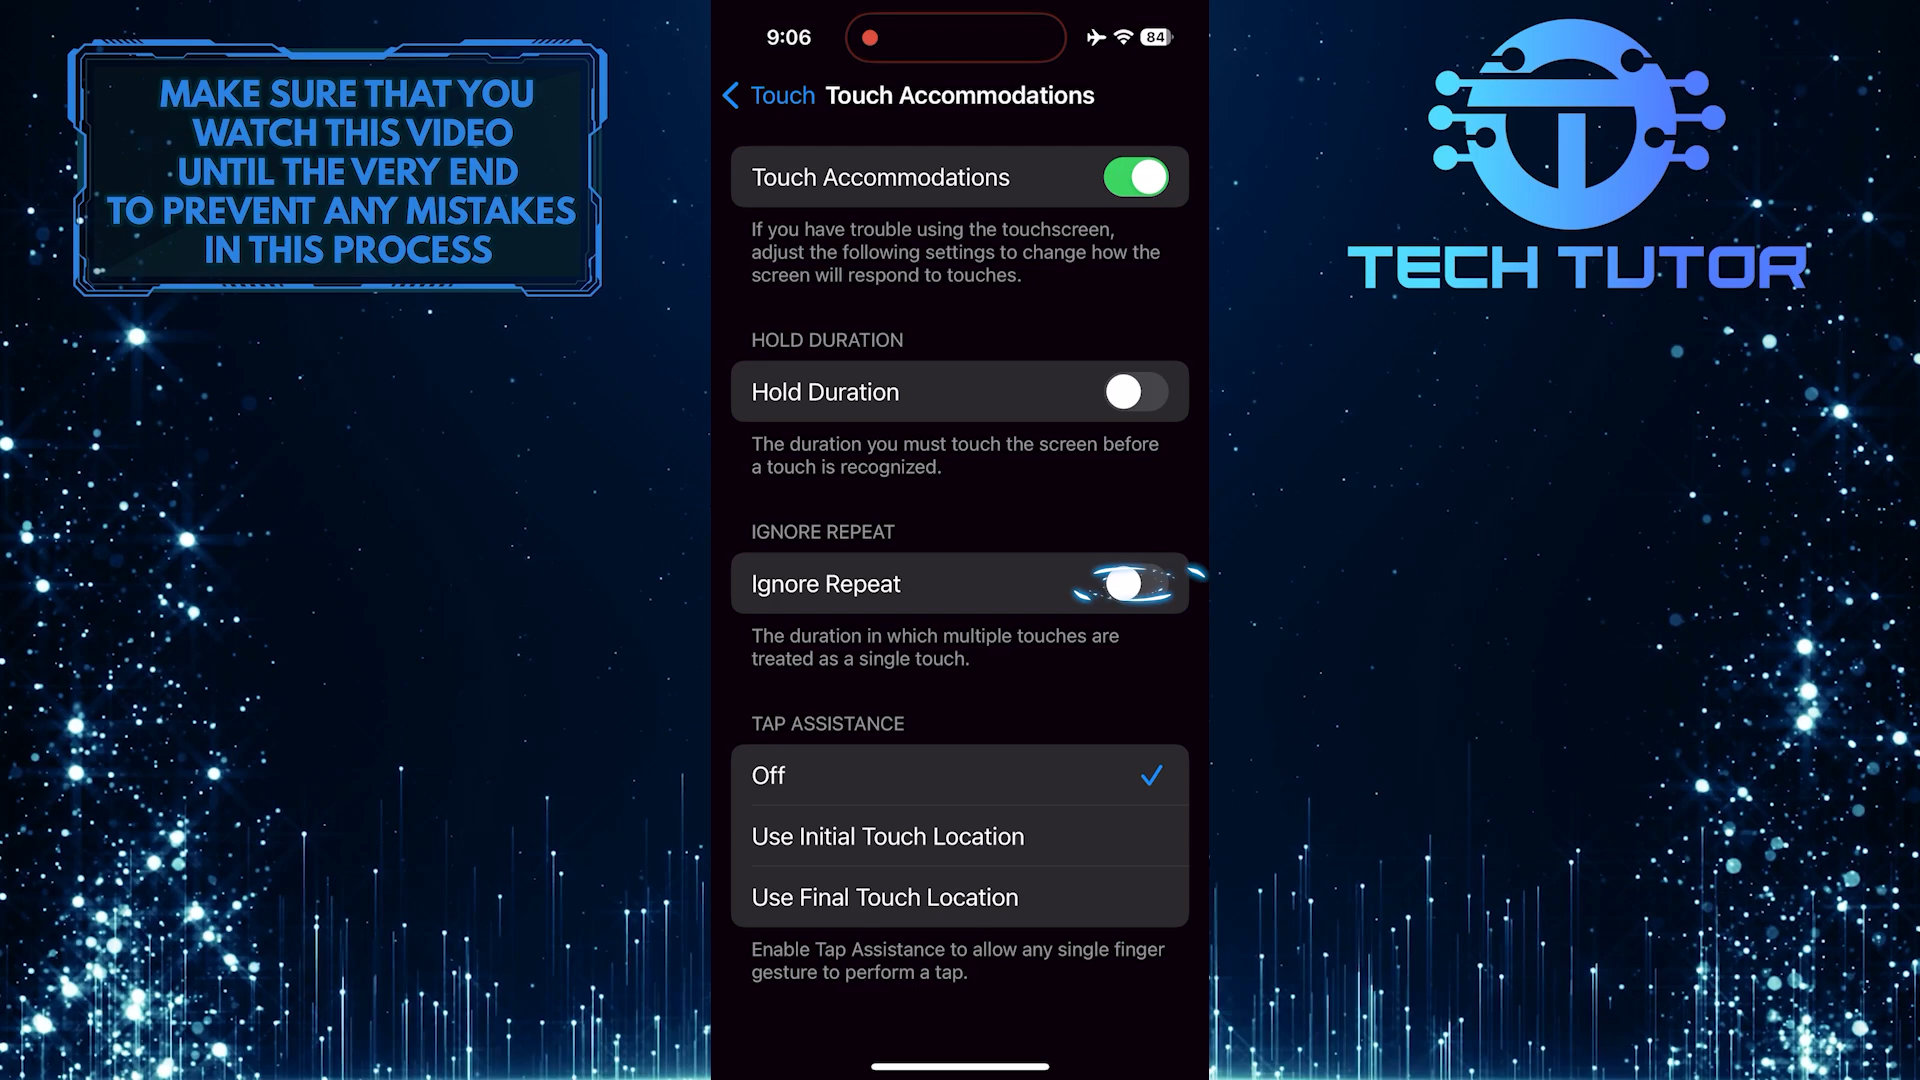 MAKE SURE THAT YOU
WATCH THIS VIDEO
UNTIL THE VERY END
TO PREVENT ANY MISTAKES
IN THIS PROCESS
9:06
84
Touch
Touch Accommodations
Touch Accommodations
If you have trouble using the touchscreen,
adjust the following settings to change how the
screen will respond to touches.
HOLD DURATION
Hold Duration
The duration you must touch the screen before
a touch is recognized.
IGNORE REPEAT
Ignore Repeat
The duration in which multiple touches are
treated as a single touch.
TAP ASSISTANCE
Off
Use Initial Touch Location
Use Final Touch Location
Enable Tap Assistance to allow any single finger
gesture to perform a tap.
TECH TUTOR